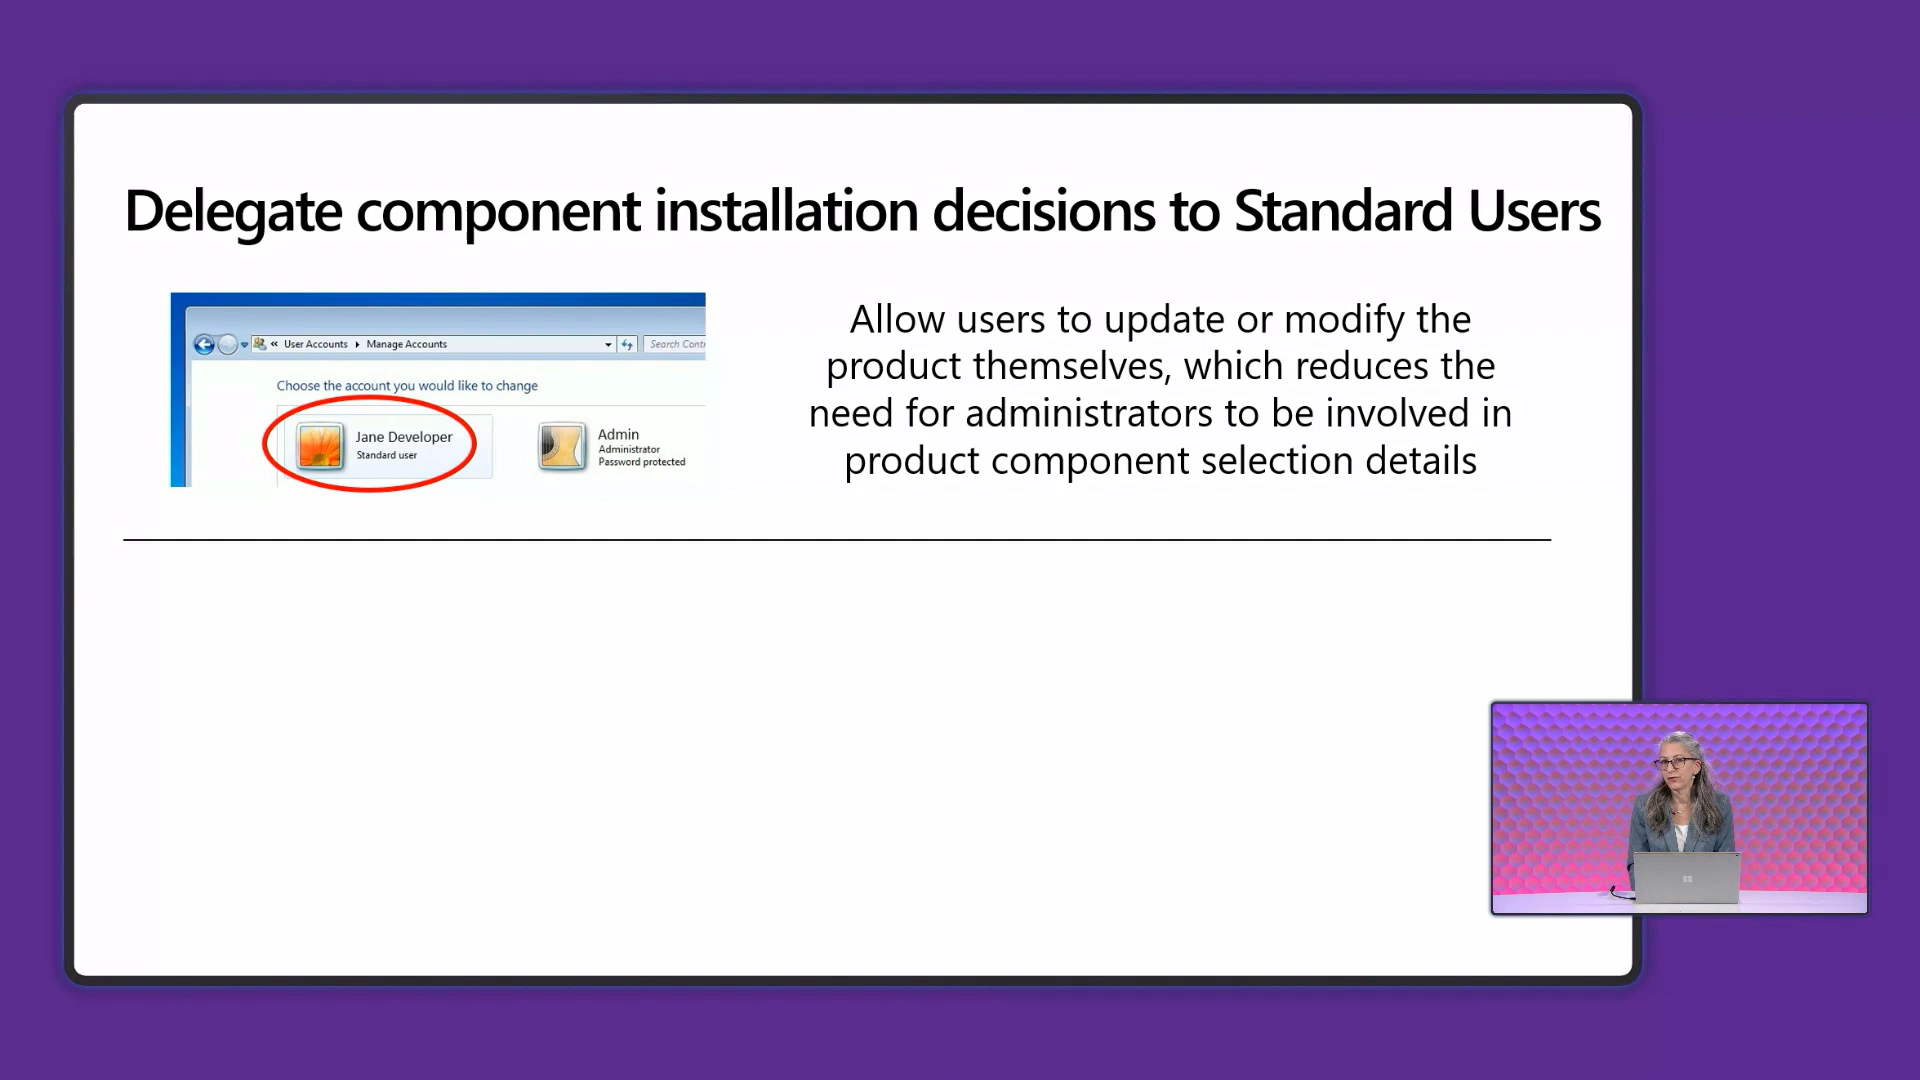 Delegate component installation decisions to Standard Users
« User Accounts Manage Accounts
Search Contr
Choose the account you would like to change
Jane Developer
Standard user
Admin
Administrator
Password protected
Allow users to update or modify the
product themselves, which reduces the
need for administrators to be involved in
product component selection details